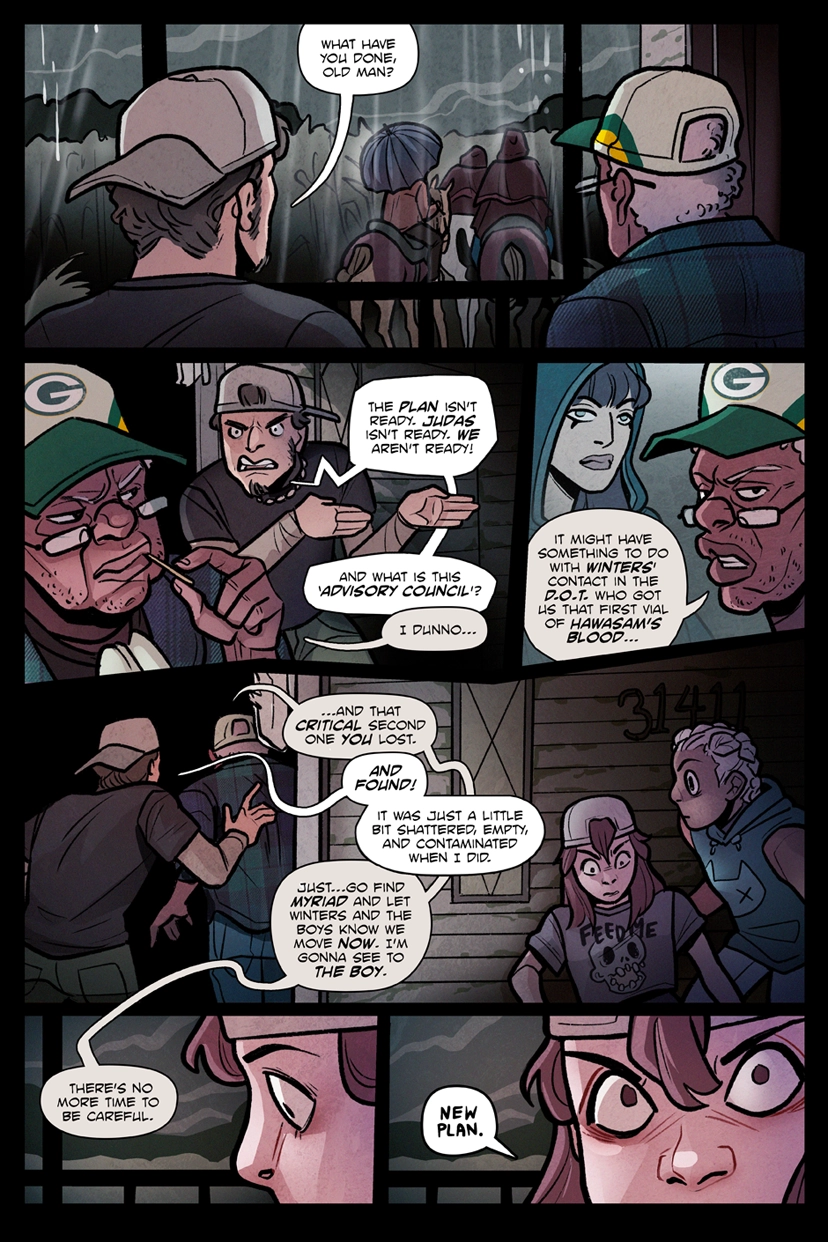 WHAT HAVE
YOU DONE,
OLD MAN?
G
THE PLAN ISN'T
READY. JUDAS
ISN'T READY. WE
AREN'T READY!
AND WHAT IS THIS
'ADVISORY COUNCIL'?
I DUNNO...
G
IT MIGHT HAVE
SOMETHING TO DO
WITH WINTERS'
CONTACT IN THE
D.O.T. WHO GOT
US THAT FIRST VIAL
OF HAWASAM'S
BLOOD...
...AND THAT
CRITICAL SECOND
ONE YOU LOST.
AND
FOUND!
IT WAS JUST A LITTLE
BIT SHATTERED, EMPTY,
AND CONTAMINATED
WHEN I DID.
31411
JUST...GO FIND
MYRIAD AND LET
WINTERS AND THE
BOYS KNOW WE
MOVE NOW. I'M
GONNA SEE TO
THE BOY.
FEED ME
THERE'S NO
MORE TIME TO
BE CAREFUL.
NEW
PLAN.